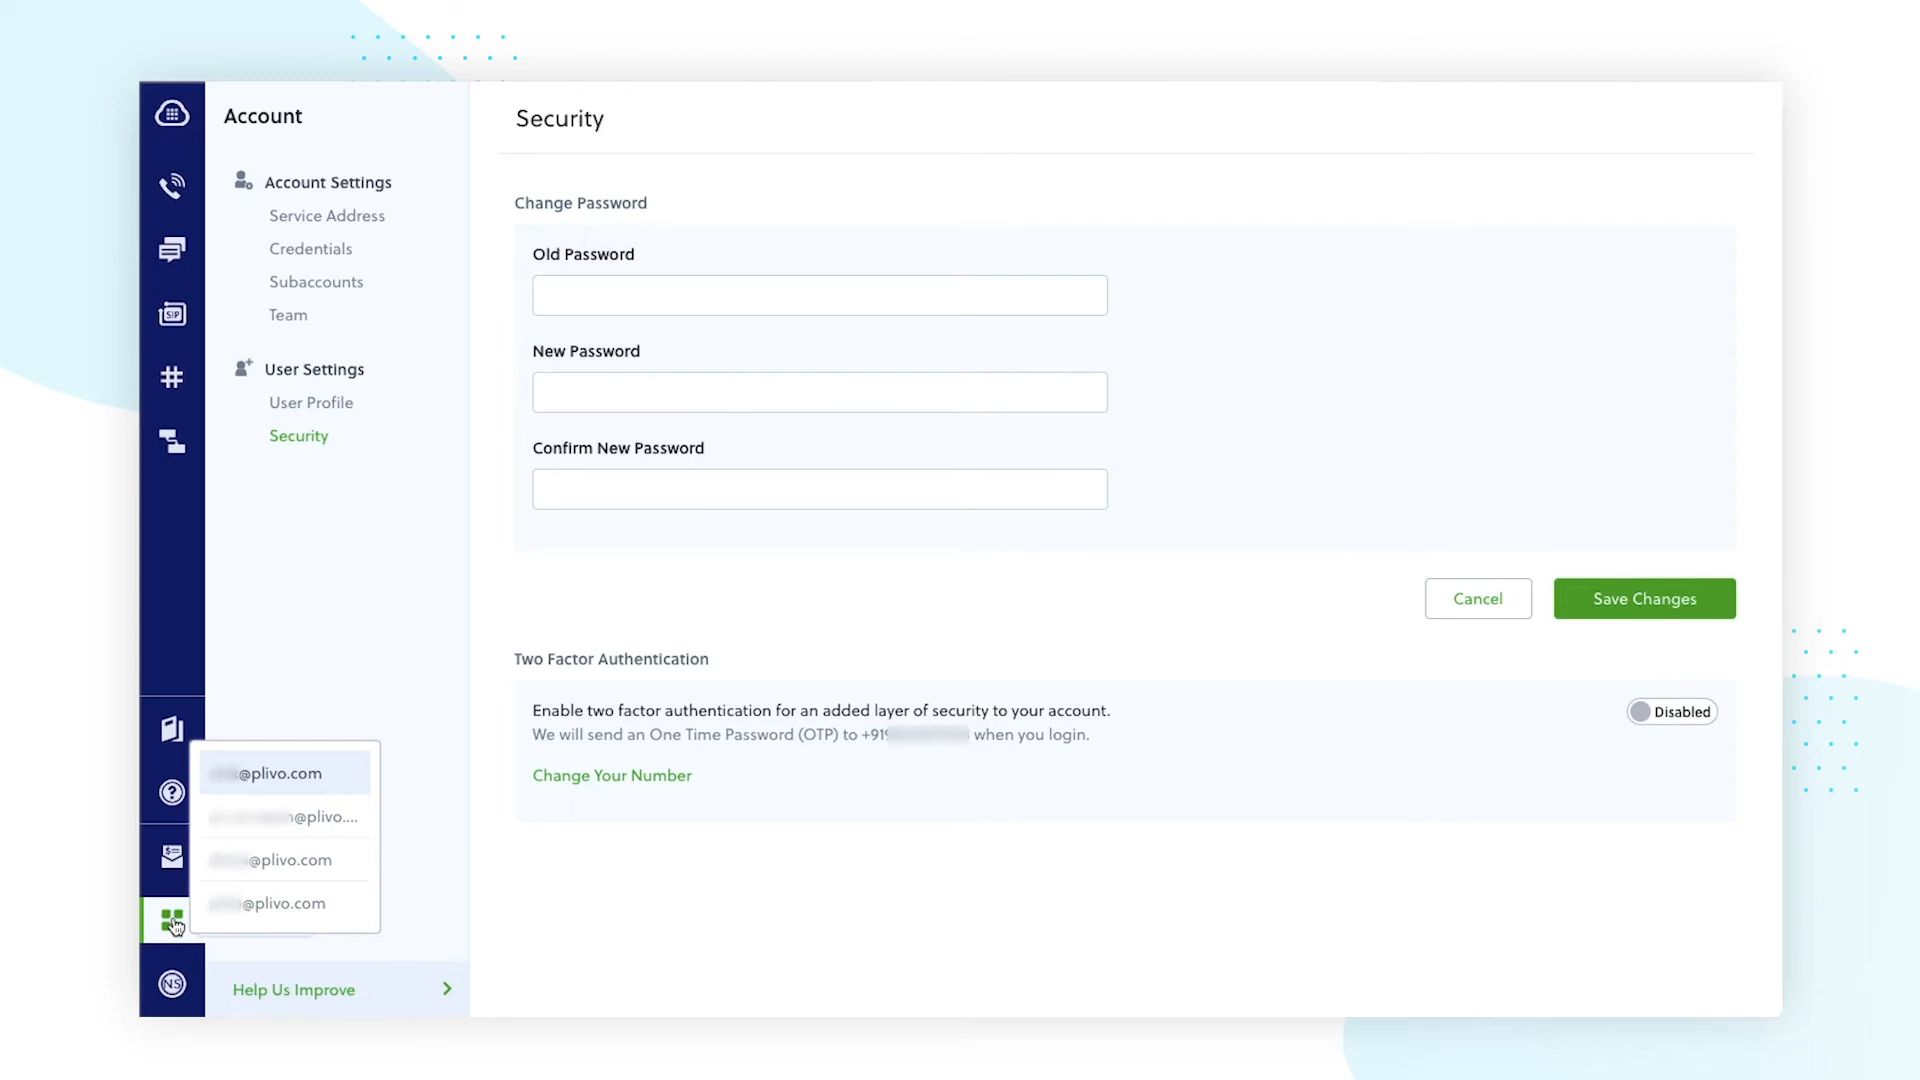 Account
Account Settings
Service Address
Credentials
Subaccounts
Team
User Settings
User Profile
Security
Security
Change Password
Old Password
New Password
Confirm New Password
Cancel
Save Changes
Two Factor Authentication
Enable two factor authentication for an added layer of security to your account.
Disabled
We will send an One Time Password (OTP) to +919 when you login.
Change Your Number
SIP
@plivo.com
@plivo....
@plivo.com
@plivo.com
NS
Help Us Improve